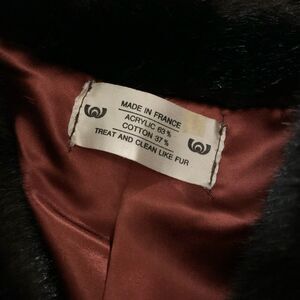 MADE IN FRANCE
ACRYLIC 63%
COTTON 37%
TREAT AND CLEAN LIKE FUR